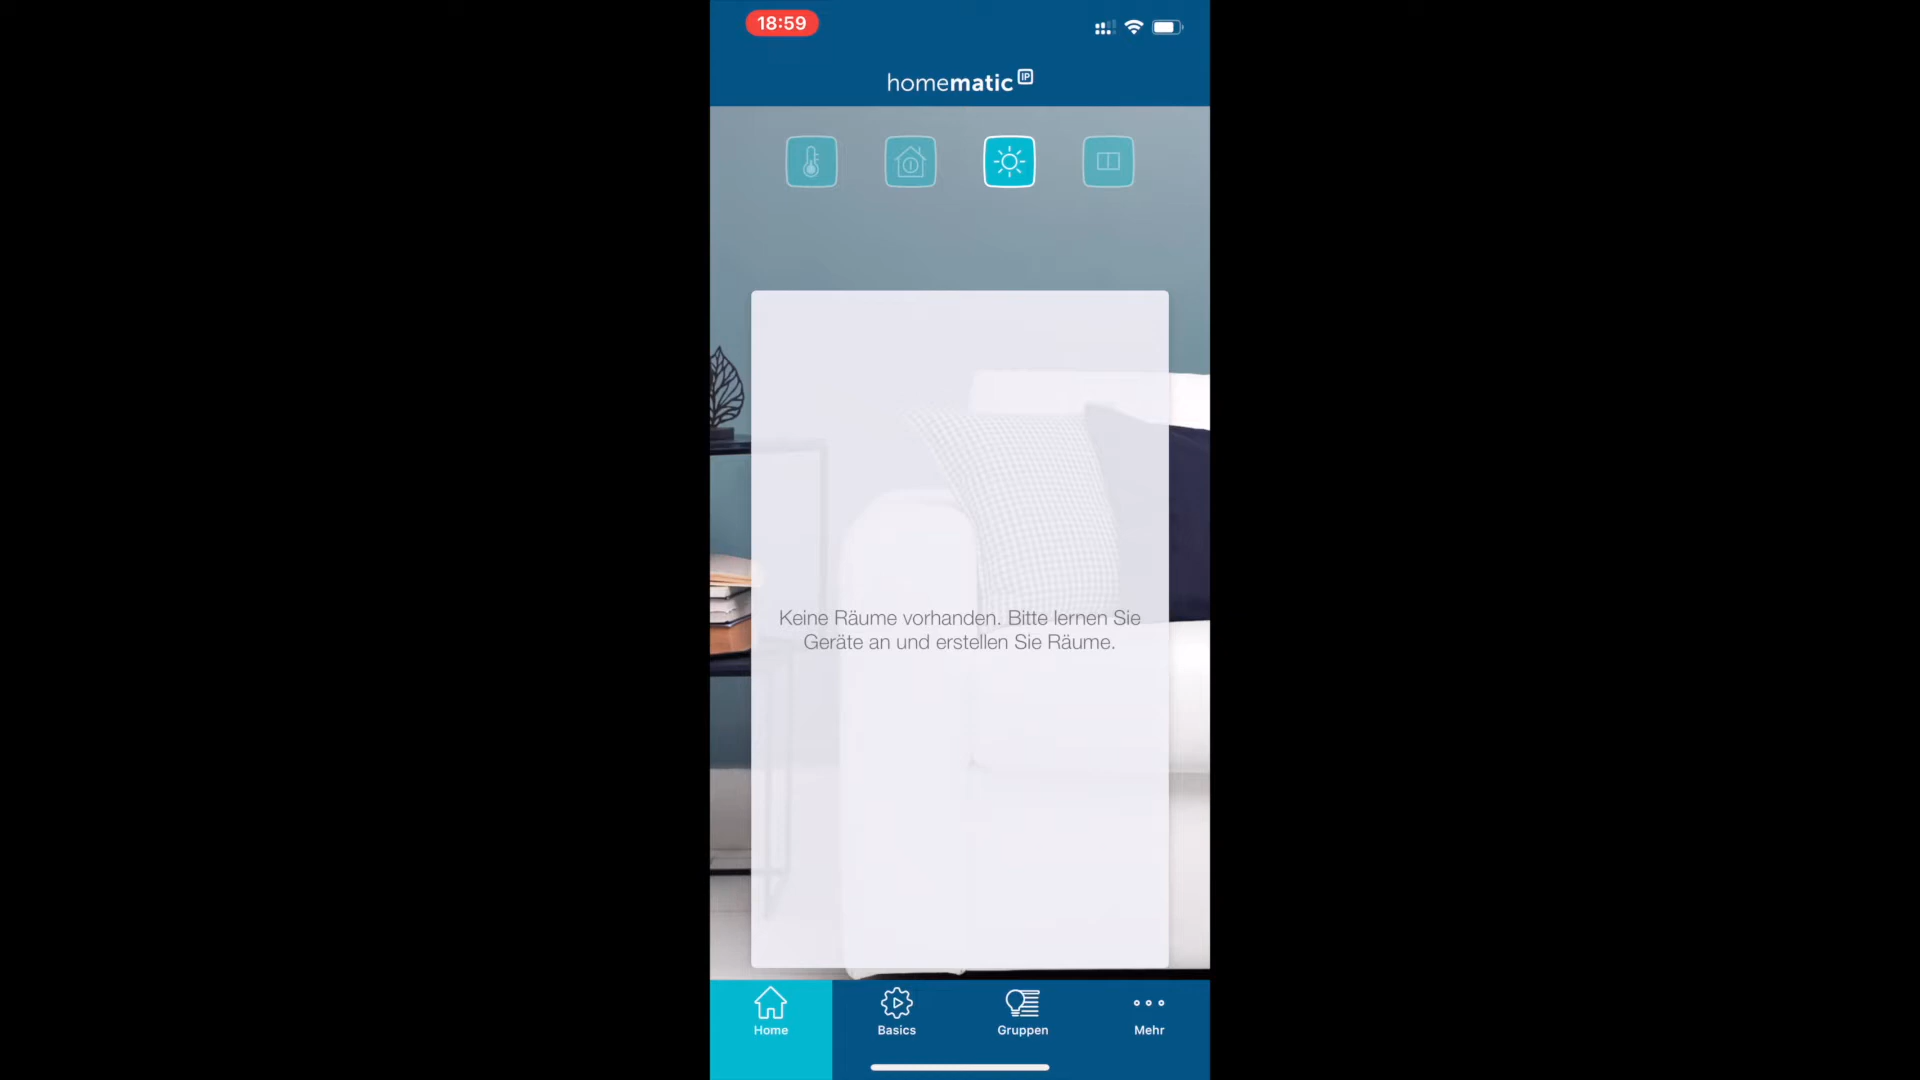 18:59
homematic IP
Keine Räume vorhanden. Bitte lernen Sie
Geräte an und erstellen Sie Räume.
Home
Basics
Gruppen
Mehr